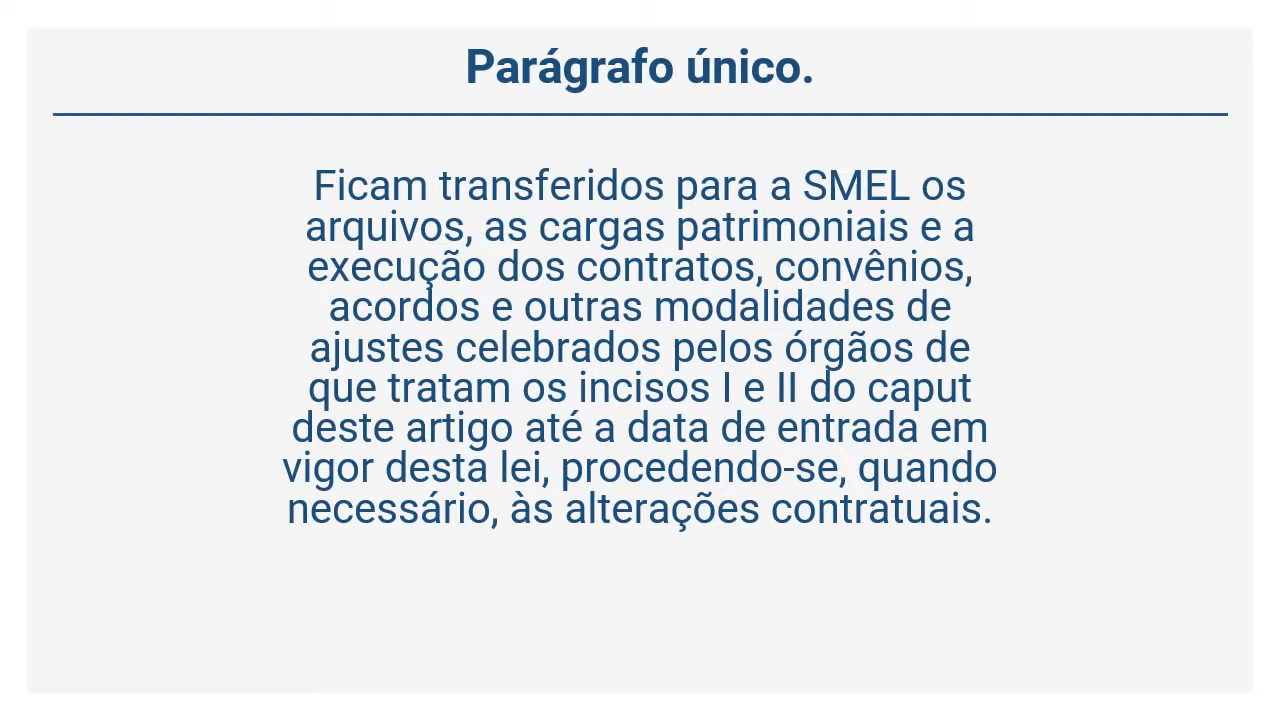 Parágrafo único.
Ficam transferidos para a SMEL os
arquivos, as cargas patrimoniais e a
execução dos contratos, convênios,
acordos e outras modalidades de
ajustes celebrados pelos órgãos de
que tratam os incisos I e II do caput
deste artigo até a data de entrada em
vigor desta lei, procedendo-se, quando
necessário, às alterações contratuais.